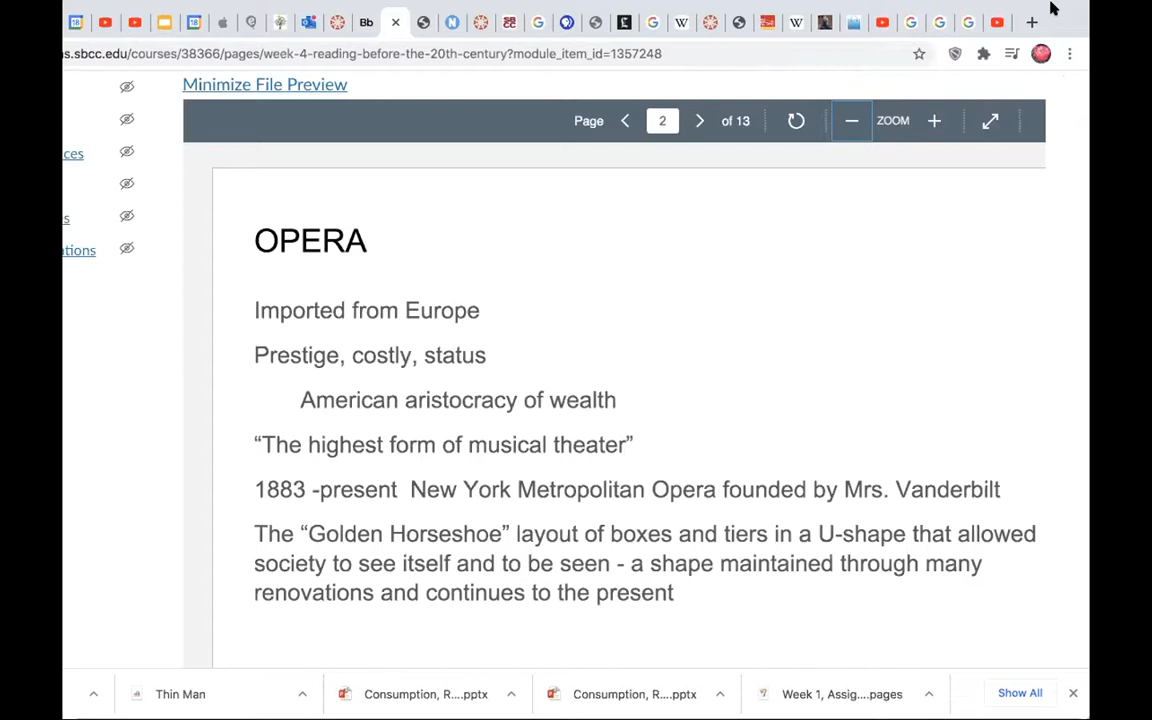 Bb
ns.sbcc.edu/courses/38366/pages/week-4-reading-before-the-20th-century?module_item_id=1357248
Minimize File Preview
Page 2 of 13 ZOOM
ces
s
ations
OPERA
Imported from Europe
Prestige, costly, status
American aristocracy of wealth
“The highest form of musical theater”
1883 -present New York Metropolitan Opera founded by Mrs. Vanderbilt
The “Golden Horseshoe” layout of boxes and tiers in a U-shape that allowed
society to see itself and to be seen - a shape maintained through many
renovations and continues to the present
Thin Man Consumption, R....pptx Consumption, R....pptx Week 1, Assig....pages Show All